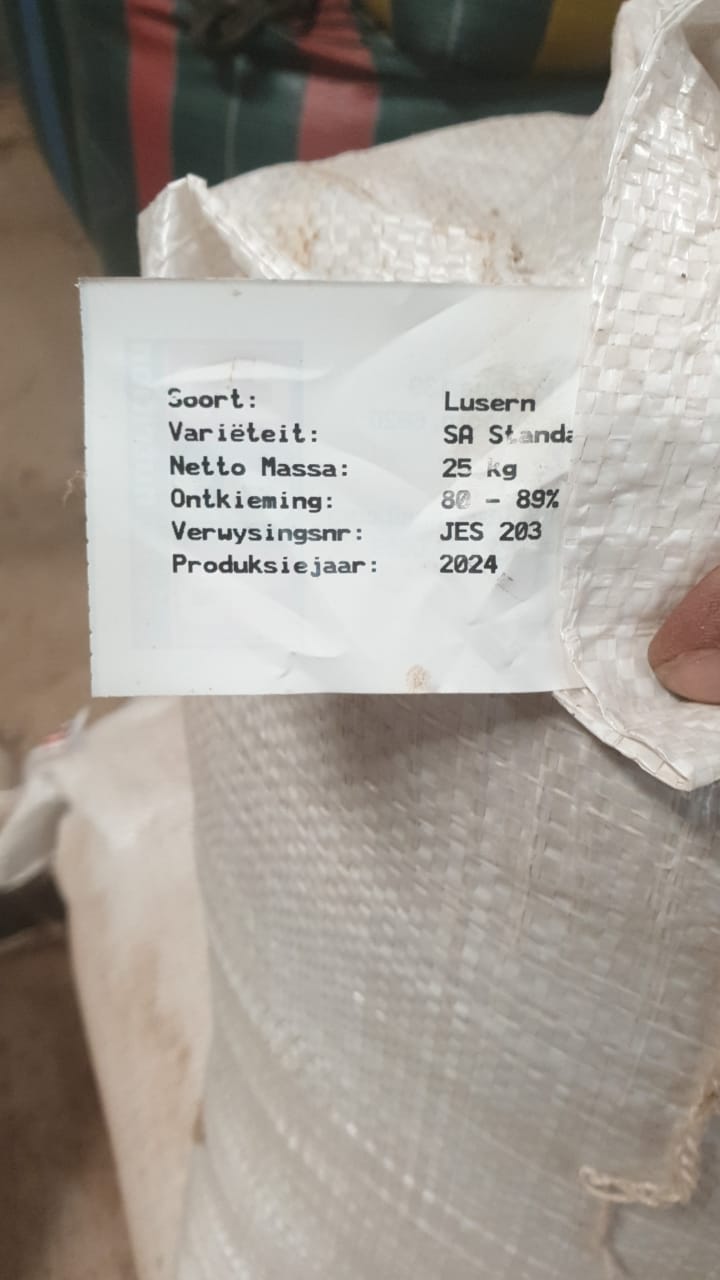 Soort: Lusern
Variëteit: SA Standa
Netto Massa: 25 kg
Ontkieming: 80 - 89%
Verwysingsnr: JES 203
Produksiejaar: 2024